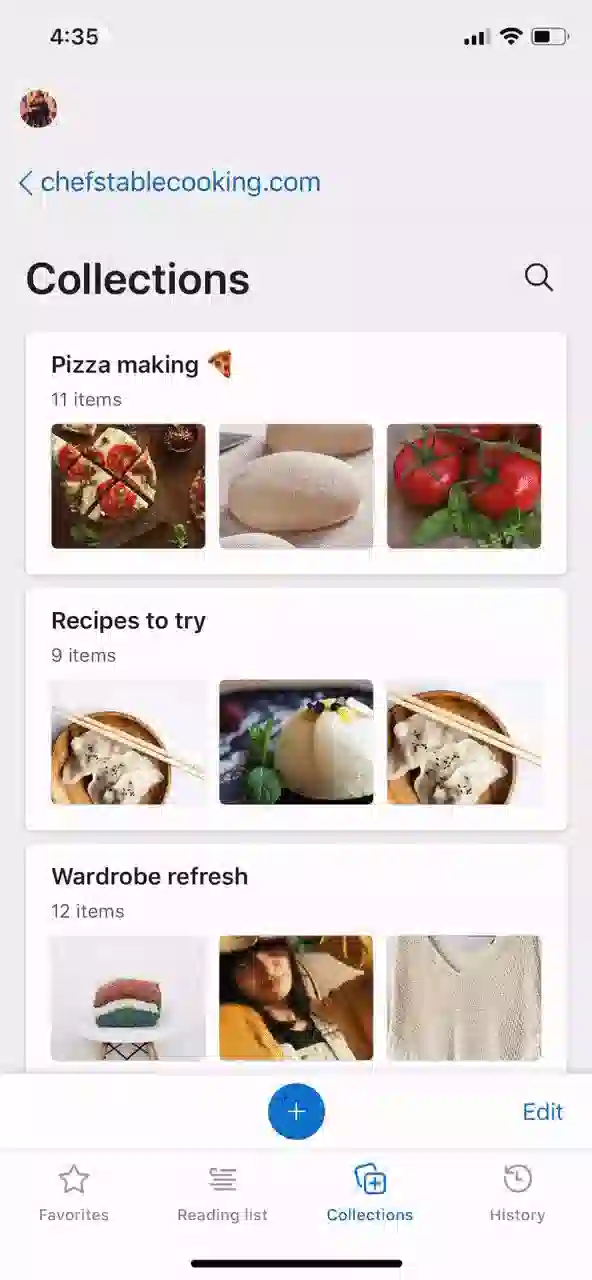 4:35
chefstablecooking.com
Collections
Pizza making 🍕
11 items
Recipes to try
9 items
Wardrobe refresh
12 items
Edit
Favorites
Reading list
Collections
History